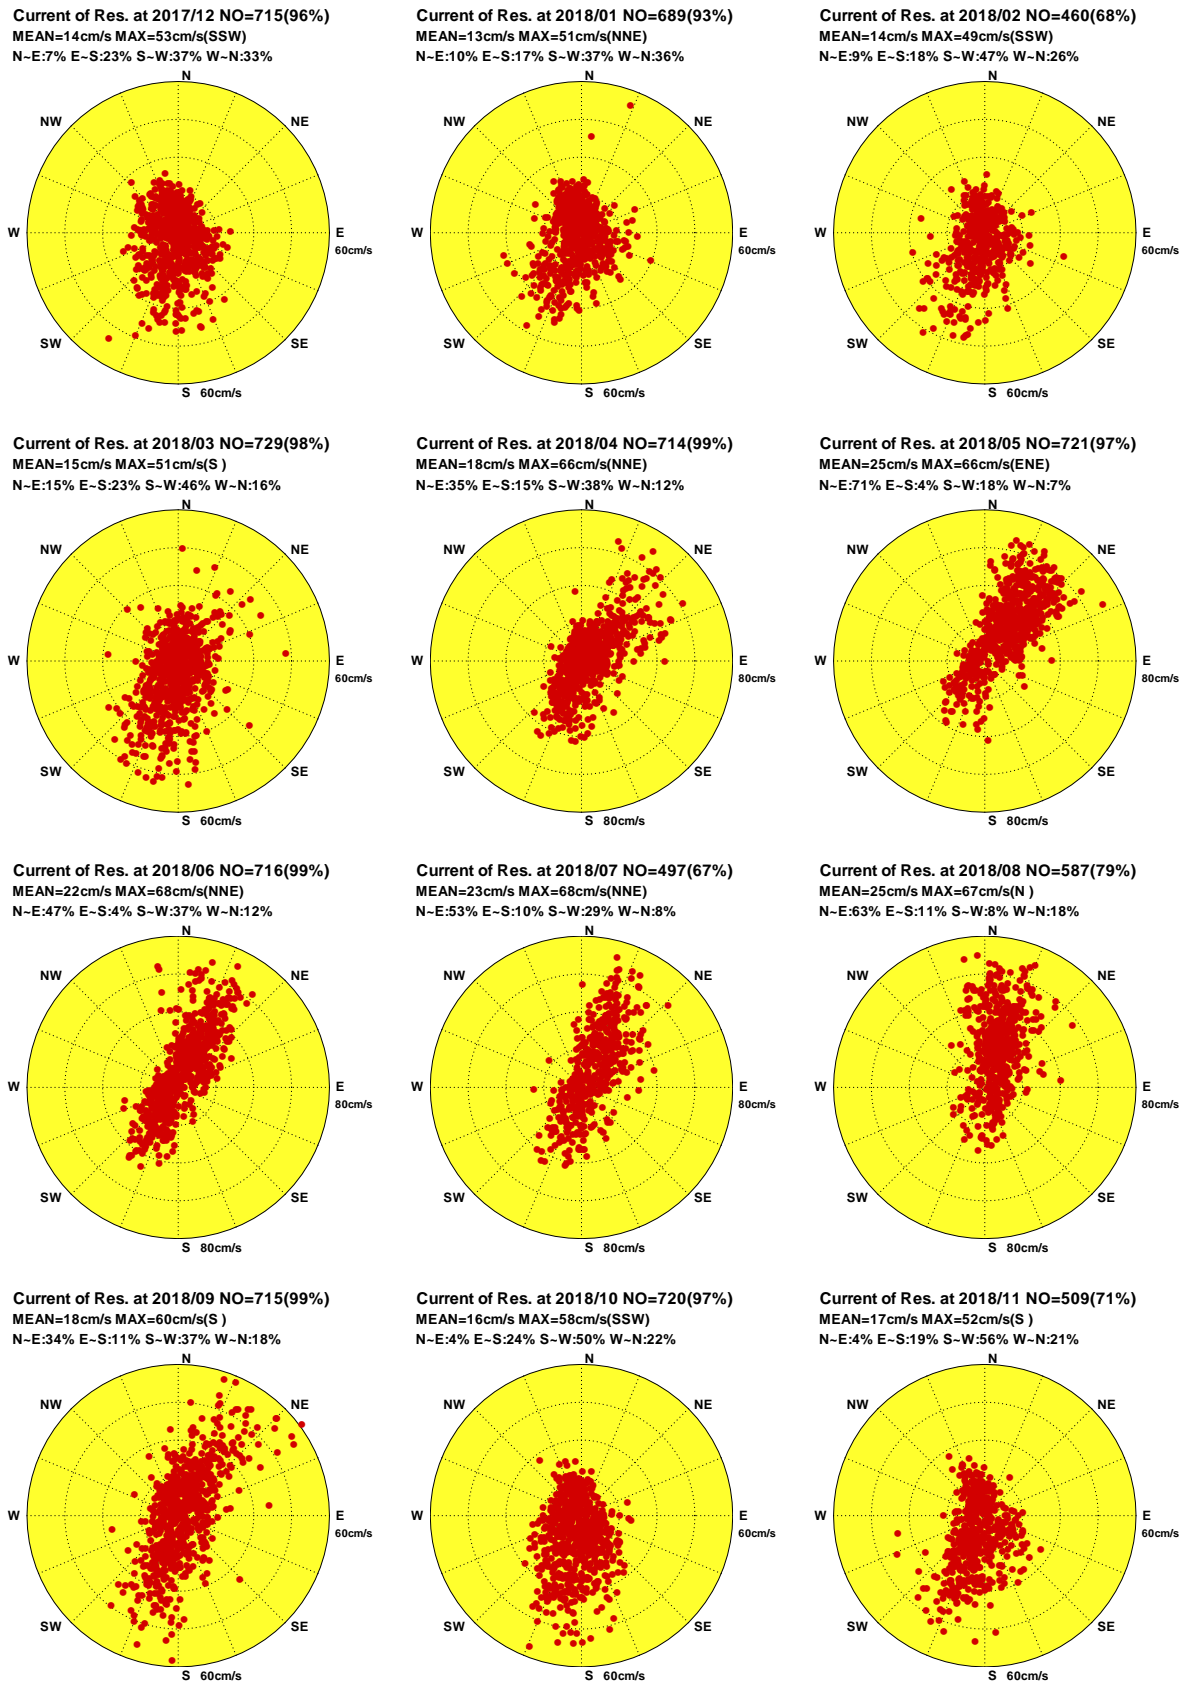 Current of Res. at 2017/12 NO=715(96%)
MEAN=14cm/s MAX=53cm/s(SSW)
N~E:7% E~S:23% S~W:37% W~N:33%
N
NW
NE
W
E
60cm/s
SW
SE
S 60cm/s
Current of Res. at 2018/01 NO=689(93%)
MEAN=13cm/s MAX=51cm/s(NNE)
N~E:10% E~S:17% S~W:37% W~N:36%
N
NW
NE
W
E
60cm/s
SW
SE
S 60cm/s
Current of Res. at 2018/02 NO=460(68%)
MEAN=14cm/s MAX=49cm/s(SSW)
N~E:9% E~S:18% S~W:47% W~N:26%
N
NW
NE
W
E
60cm/s
SW
SE
S 60cm/s
Current of Res. at 2018/03 NO=729(98%)
MEAN=15cm/s MAX=51cm/s(S )
N~E:15% E~S:23% S~W:46% W~N:16%
N
NW
NE
W
E
60cm/s
SW
SE
S 60cm/s
Current of Res. at 2018/04 NO=714(99%)
MEAN=18cm/s MAX=66cm/s(NNE)
N~E:35% E~S:15% S~W:38% W~N:12%
N
NW
NE
W
E
80cm/s
SW
SE
S 80cm/s
Current of Res. at 2018/05 NO=721(97%)
MEAN=25cm/s MAX=66cm/s(ENE)
N~E:71% E~S:4% S~W:18% W~N:7%
N
NW
NE
W
E
80cm/s
SW
SE
S 80cm/s
Current of Res. at 2018/06 NO=716(99%)
MEAN=22cm/s MAX=68cm/s(NNE)
N~E:47% E~S:4% S~W:37% W~N:12%
N
NW
NE
W
E
80cm/s
SW
SE
S 80cm/s
Current of Res. at 2018/07 NO=497(67%)
MEAN=23cm/s MAX=68cm/s(NNE)
N~E:53% E~S:10% S~W:29% W~N:8%
N
NW
NE
W
E
80cm/s
SW
SE
S 80cm/s
Current of Res. at 2018/08 NO=587(79%)
MEAN=25cm/s MAX=67cm/s(N )
N~E:63% E~S:11% S~W:8% W~N:18%
N
NW
NE
W
E
80cm/s
SW
SE
S 80cm/s
Current of Res. at 2018/09 NO=715(99%)
MEAN=18cm/s MAX=60cm/s(S )
N~E:34% E~S:11% S~W:37% W~N:18%
N
NW
NE
W
E
60cm/s
SW
SE
S 60cm/s
Current of Res. at 2018/10 NO=720(97%)
MEAN=16cm/s MAX=58cm/s(SSW)
N~E:4% E~S:24% S~W:50% W~N:22%
N
NW
NE
W
E
60cm/s
SW
SE
S 60cm/s
Current of Res. at 2018/11 NO=509(71%)
MEAN=17cm/s MAX=52cm/s(S )
N~E:4% E~S:19% S~W:56% W~N:21%
N
NW
NE
W
E
60cm/s
SW
SE
S 60cm/s